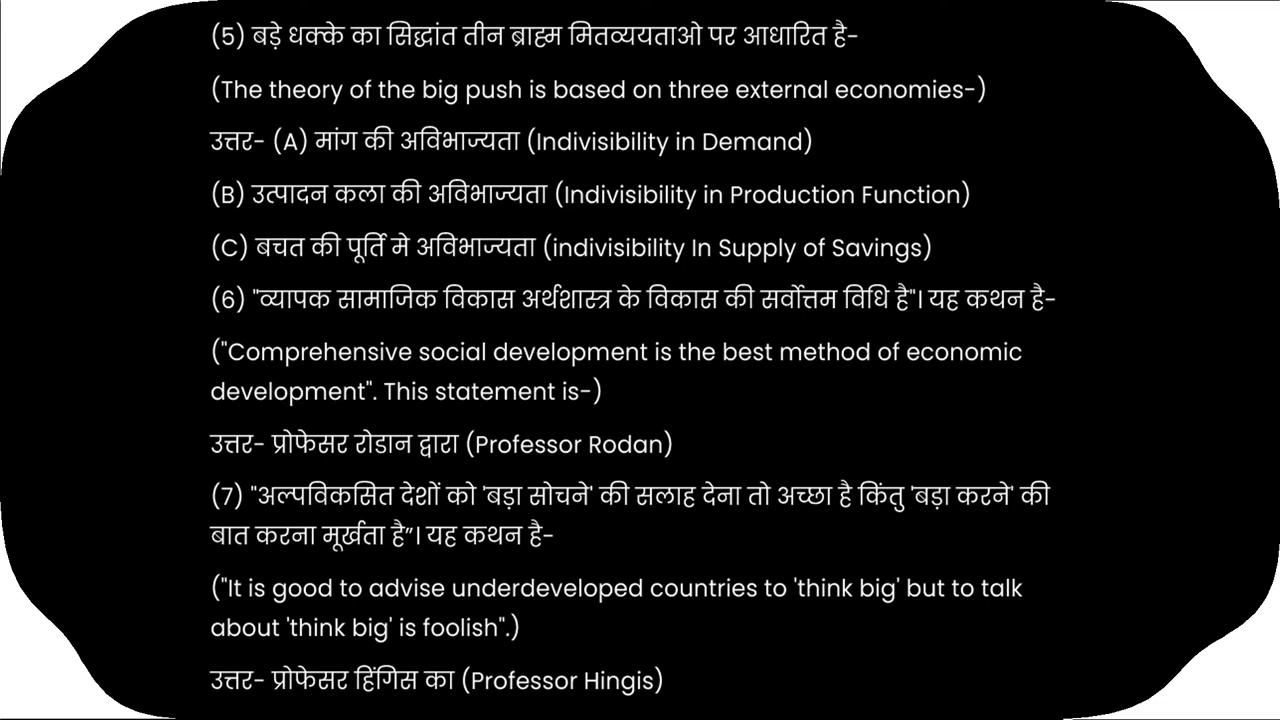 (5) बड़े धक्के का सिद्धांत तीन ब्राह्म मितव्ययताओ पर आधारित है-
(The theory of the big push is based on three external economies-)
उत्तर- (A) मांग की अविभाज्यता (Indivisibility in Demand)
(B) उत्पादन कला की अविभाज्यता (Indivisibility in Production Function)
(C) बचत की पूर्ति मे अविभाज्यता (indivisibility In Supply of Savings)
(6) "व्यापक सामाजिक विकास अर्थशास्त्र के विकास की सर्वोत्तम विधि है"। यह कथन है-
("Comprehensive social development is the best method of economic
development". This statement is-)
उत्तर- प्रोफेसर रोडान द्वारा (Professor Rodan)
(7) "अल्पविकसित देशों को 'बड़ा सोचने' की सलाह देना तो अच्छा है किंतु 'बड़ा करने' की
बात करना मूर्खता है”। यह कथन है-
("It is good to advise underdeveloped countries to 'think big' but to talk
about 'think big' is foolish".)
उत्तर- प्रोफेसर हिंगिस का (Professor Hingis)